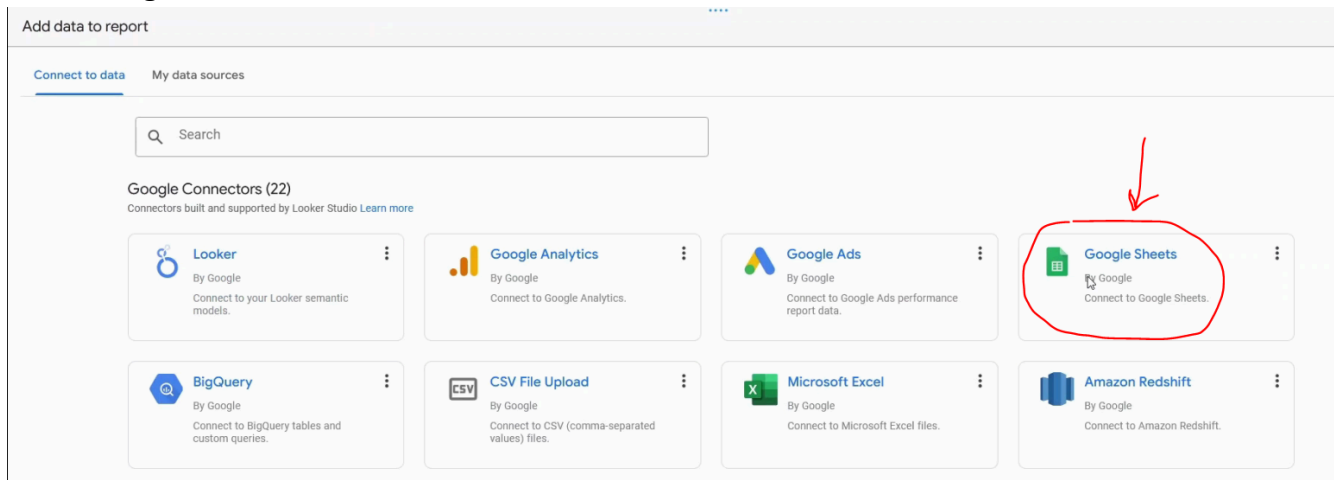 Add data to report
Connect to data My data sources
Search
Google Connectors (22)
Connectors built and supported by Looker Studio Learn more
Looker
By Google
Connect to your Looker semantic
models.
Google Analytics
By Google
Connect to Google Analytics.
Google Ads
By Google
Connect to Google Ads performance
report data.
Google Sheets
By Google
Connect to Google Sheets.
BigQuery
By Google
Connect to BigQuery tables and
custom queries.
CSV
CSV File Upload
By Google
Connect to CSV (comma-separated
values) files.
X
Microsoft Excel
By Google
Connect to Microsoft Excel files.
Amazon Redshift
By Google
Connect to Amazon Redshift.